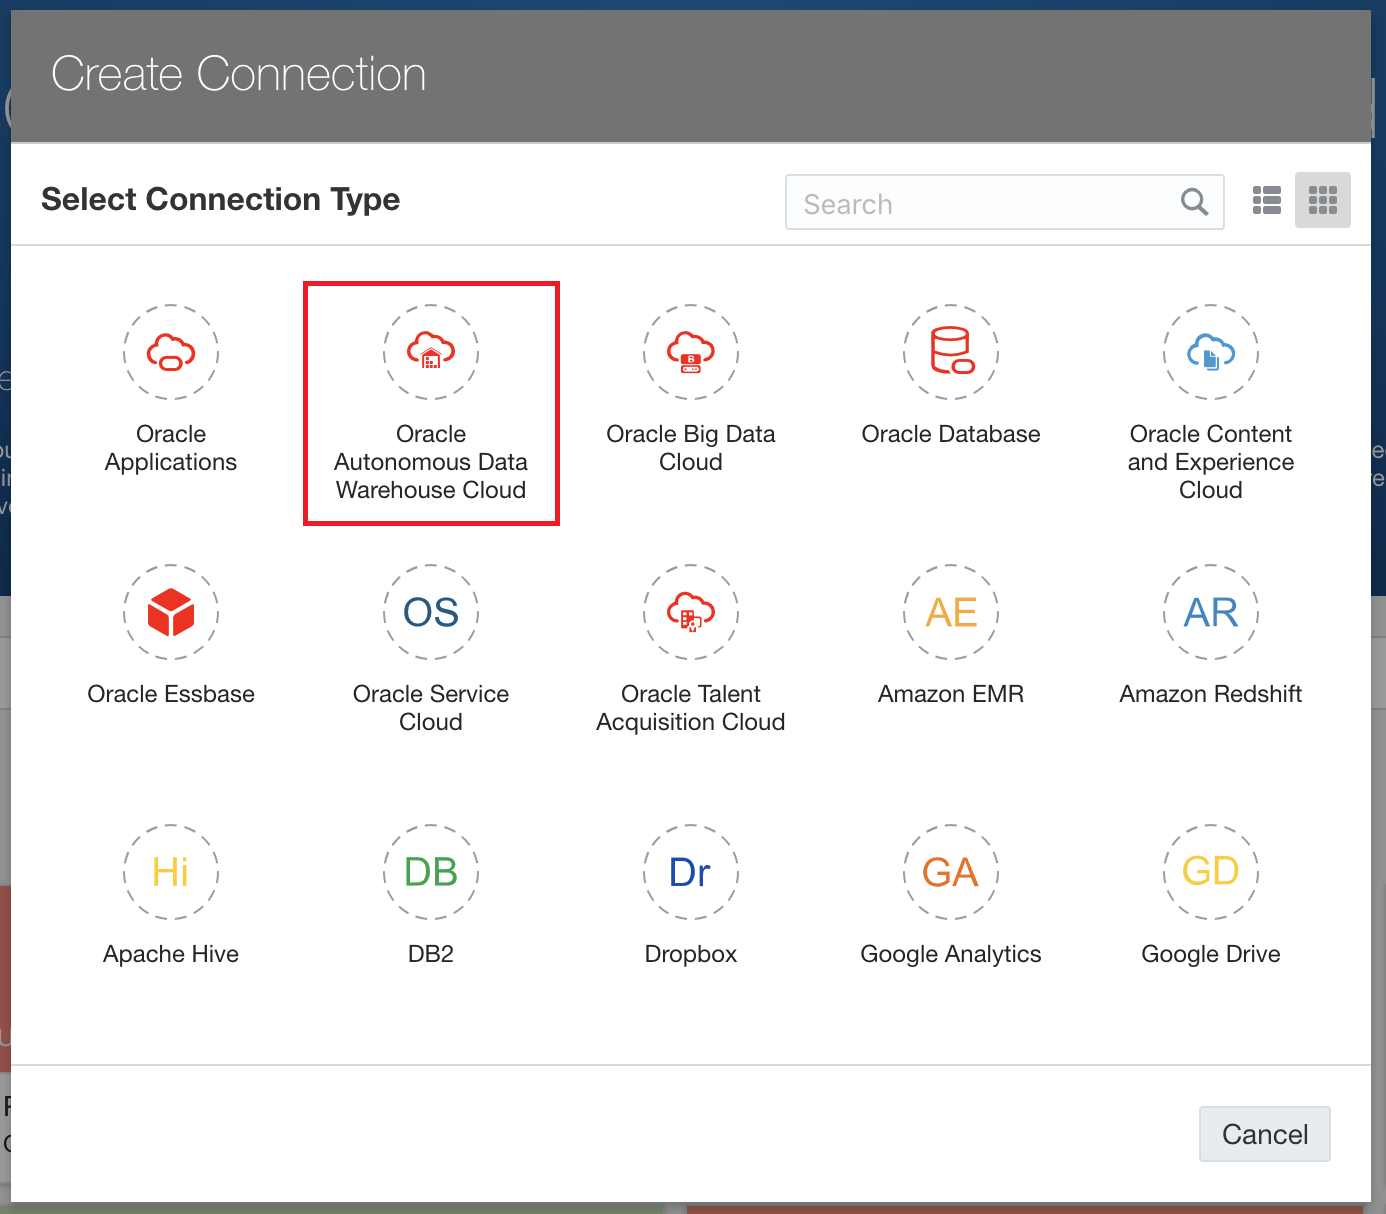 Create Connection
Select Connection Type
Search
Oracle
Applications
Oracle
Autonomous Data
Warehouse Cloud
B
Oracle Big Data
Cloud
Oracle Database
Oracle Content
and Experience
Cloud
Oracle Essbase
OS
Oracle Service
Cloud
Oracle Talent
Acquisition Cloud
AE
Amazon EMR
AR
Amazon Redshift
Hi
Apache Hive
DB
DB2
Dr
Dropbox
GA
Google Analytics
GD
Google Drive
Cancel